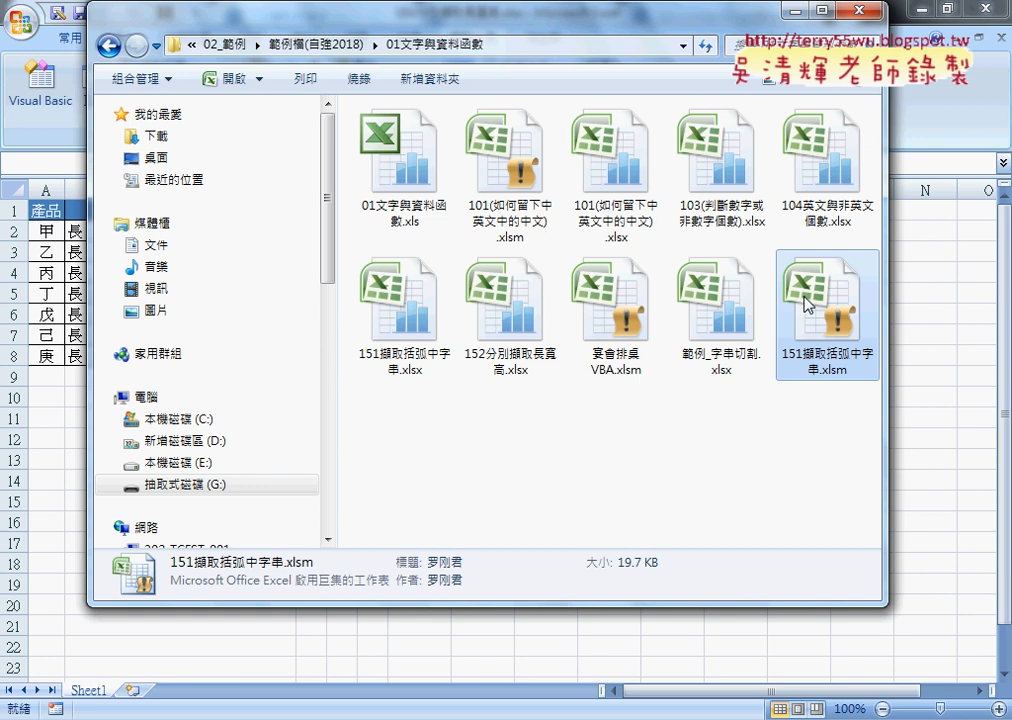 http://terry55wu.blogspot.tw
吳清輝老師錄製
« 02_範例 ▸ 範例檔(自強2018) ▸ 01文字與資料函數
常用
組合管理 ▼
開啟 ▼
列印
燒錄
新增資料夾
Visual Basic
我的最愛
下載
桌面
最近的位置
媒體櫃
文件
音樂
視訊
圖片
家用群組
電腦
本機磁碟 (C:)
新增磁碟區 (D:)
本機磁碟 (E:)
抽取式磁碟 (G:)
網路
01文字與資料函
數.xls
101(如何留下中
英文中的中文)
.xlsm
101(如何留下中
英文中的中文)
.xlsx
103(判斷數字或
非數字個數).xlsx
104英文與非英文
個數.xlsx
151擷取括弧中字
串.xlsx
152分別擷取長寬
高.xlsx
宴會排桌
VBA.xlsm
範例_字串切割.
xlsx
151擷取括弧中字
串.xlsm
151擷取括弧中字串.xlsm
標題: 罗刚君
大小: 19.7 KB
Microsoft Office Excel 啟用巨集的工作表
作者: 罗刚君
A
N
O
1 產品
2 甲 長
3 乙 長
4 丙 長
5 丁 長
6 戊 長
7 己 長
8 庚 長
9
10
11
12
13
14
15
16
17
18
19
20
21
22
23
Sheet1
就緒
100%